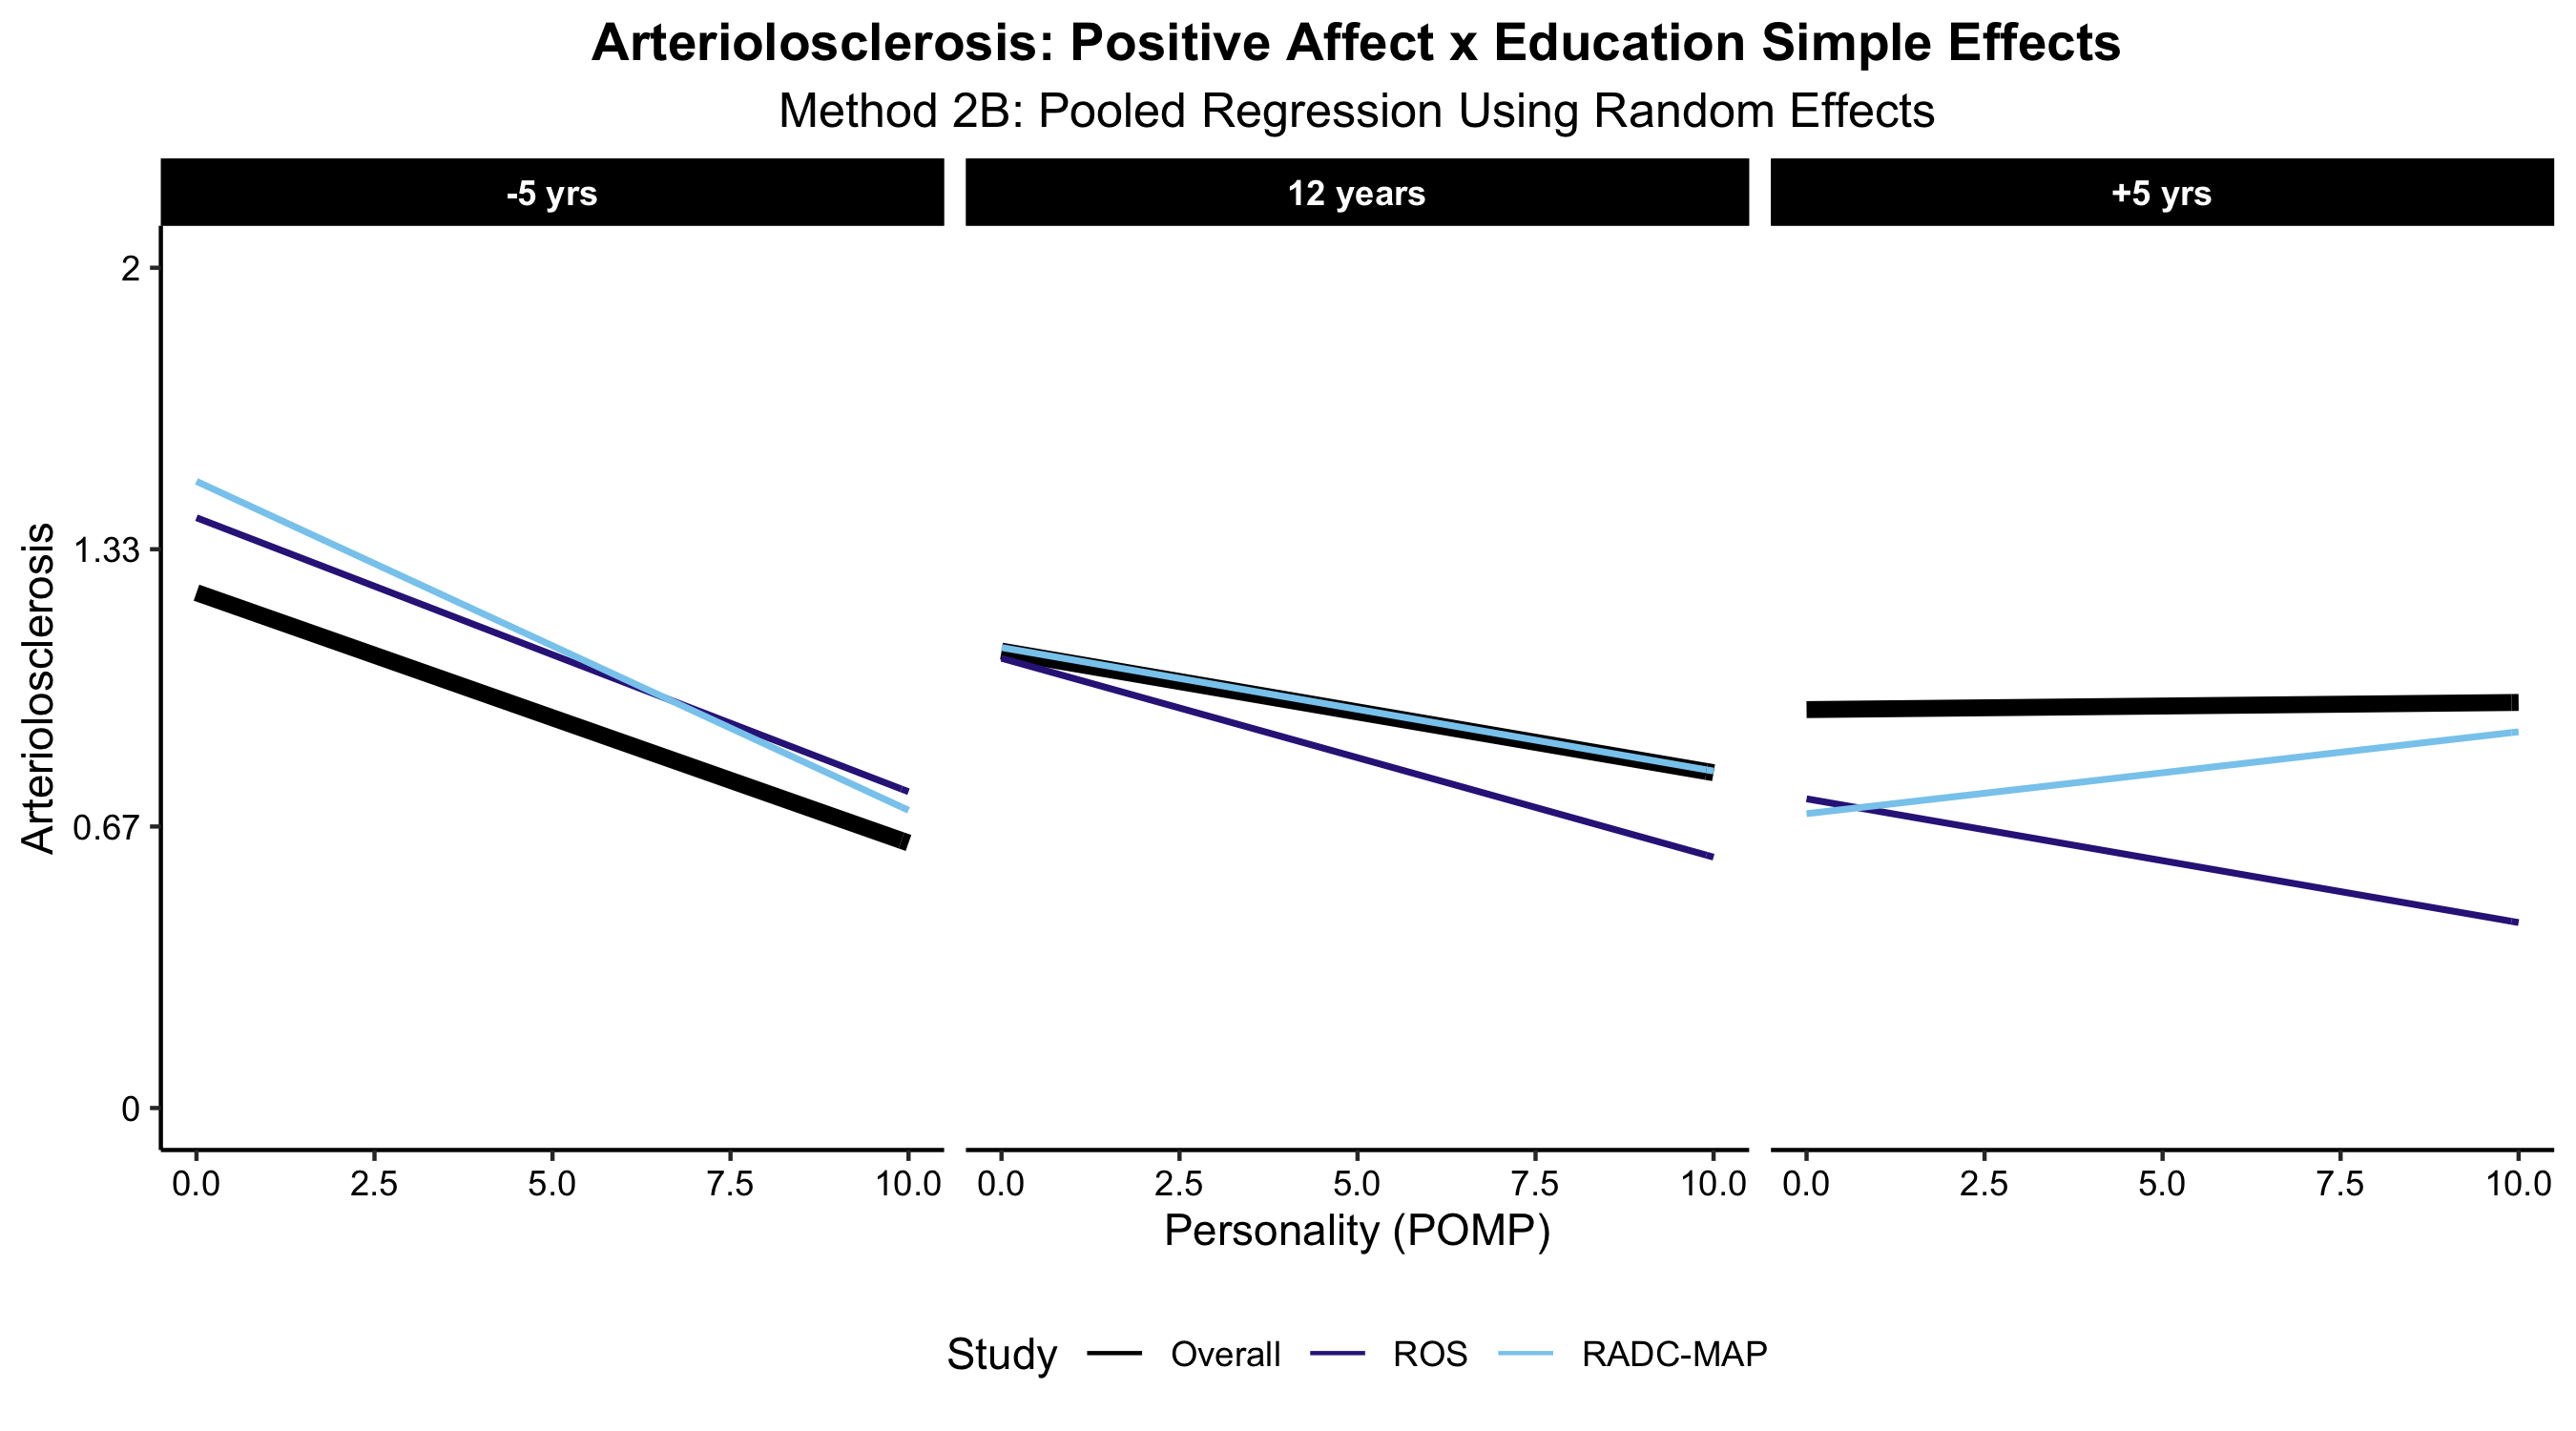 Arteriolosclerosis: Positive Affect x Education Simple Effects
Method 2B: Pooled Regression Using Random Effects
-5 yrs 12 years +5 yrs
Arteriolosclerosis
2
1.33
0.67
0
0.0 2.5 5.0 7.5 10.0 0.0 2.5 5.0 7.5 10.0 0.0 2.5 5.0 7.5 10.0
Personality (POMP)
Study Overall ROS RADC-MAP